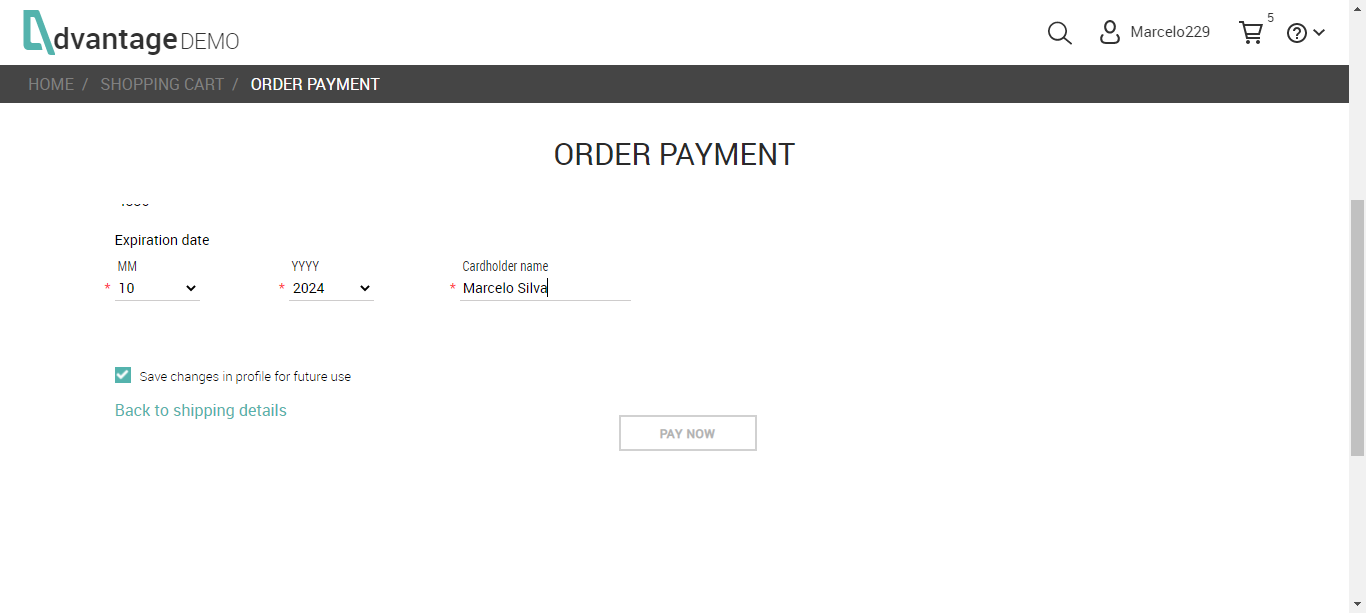 dvantage DEMO
Marcelo229
5
HOME / SHOPPING CART / ORDER PAYMENT
ORDER PAYMENT
Expiration date
MM
YYYY
Cardholder name
* 10
* 2024
* Marcelo Silva
Save changes in profile for future use
Back to shipping details
PAY NOW